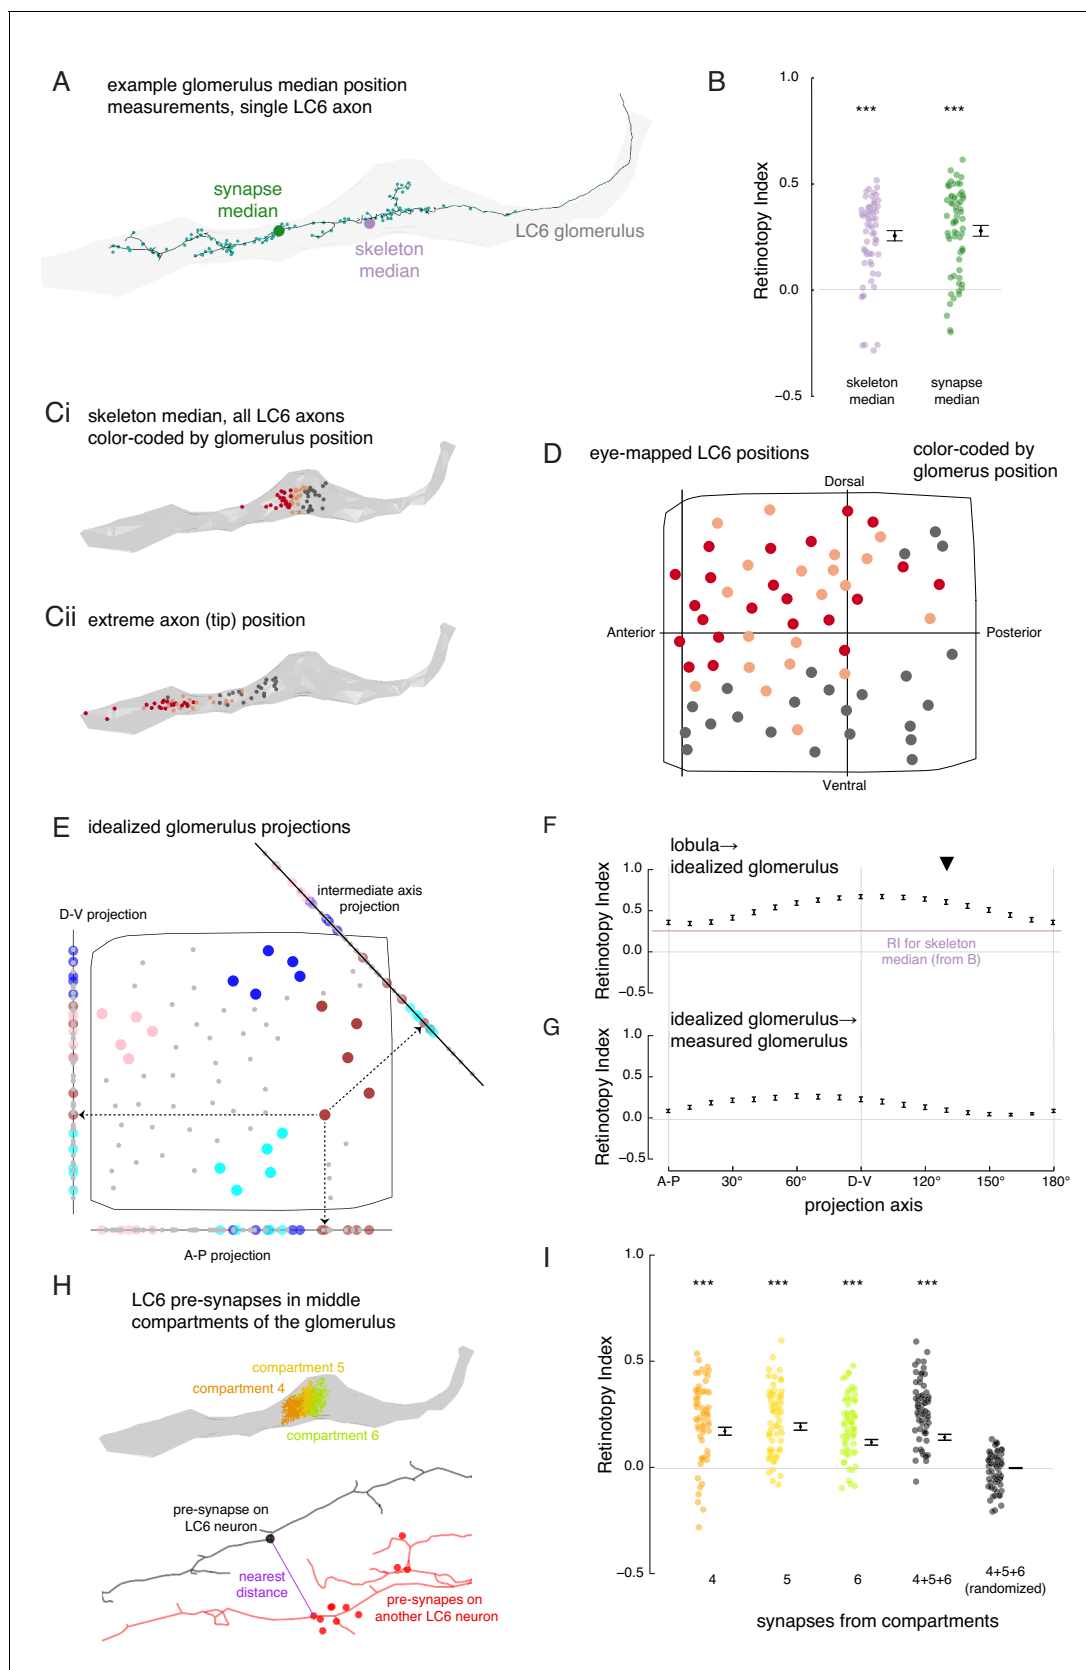 A
example glomerulus median position
measurements, single LC6 axon
synapse
median
skeleton
median
LC6 glomerulus
B
Retinotopy Index
1.0
0.5
0.0
−0.5
***
***
skeleton
median
synapse
median
Ci
skeleton median, all LC6 axons
color-coded by glomerulus position
Cii
extreme axon (tip) position
D
eye-mapped LC6 positions
color-coded by
glomerus position
Dorsal
Anterior
Posterior
Ventral
E
idealized glomerulus projections
D-V projection
intermediate axis
projection
A-P projection
F
lobula→
idealized glomerulus
Retinotopy Index
1.0
0.5
0.0
−0.5
RI for skeleton
median (from B)
G
idealized glomerulus→
measured glomerulus
Retinotopy Index
1.0
0.5
0.0
−0.5
A-P
30°
60°
D-V
120°
150°
180°
projection axis
H
LC6 pre-synapses in middle
compartments of the glomerulus
compartment 5
compartment 4
compartment 6
pre-synapse on
LC6 neuron
nearest
distance
pre-synapes on
another LC6 neuron
I
Retinotopy Index
1.0
0.5
0.0
−0.5
***
***
***
***
4
5
6
4+5+6
4+5+6
(randomized)
synapses from compartments